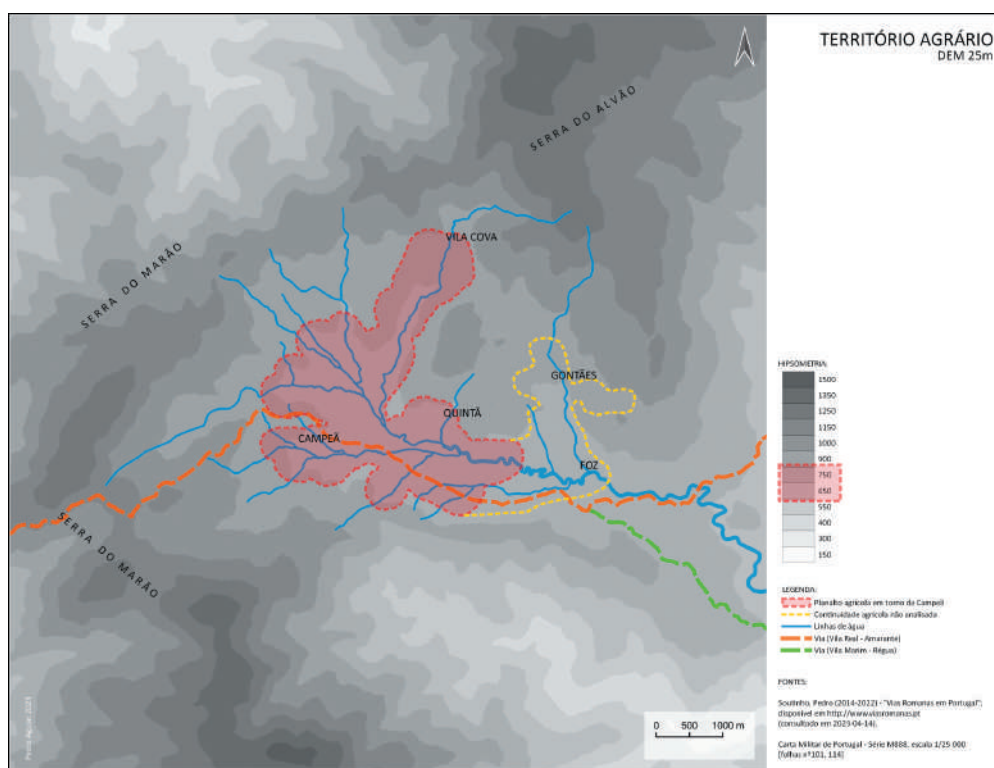 TERRITÓRIO AGRÁRIO
DEM 25m
SERRA DO ALVÃO
VILA COVA
SERRA DO MARÃO
GONTÃES
QUINTÃ
CAMPEÃ
FOZ
SERRA DO MARÃO
HIPSOMETRIA:
1500
1350
1250
1150
1000
900
750
650
550
400
300
150
LEGENDA:
Planalto agrícola em torno da Campeã
Continuidade agrícola não analisada
Linhas de água
Via (Vila Real - Amarante)
Via (Vila Marim - Régua)
FONTES:
Soutinho, Pedro (2014-2022) - "Vias Romanas em Portugal";
disponível em http://www.viasromanas.pt
(consultado em 2023-04-14).
Carta Militar de Portugal - Série M888, escala 1/25 000
[folhas nº101, 114]
0 500 1000 m